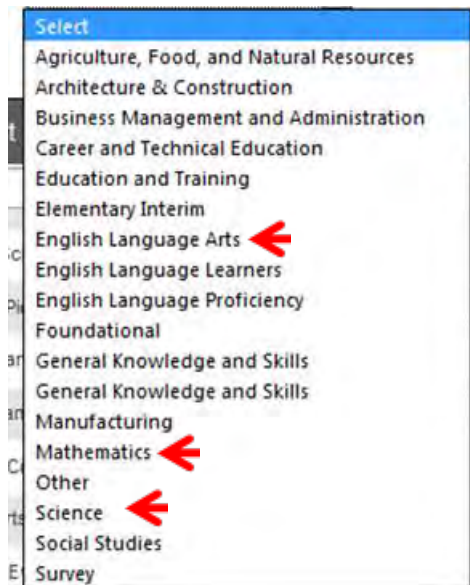 Select
Agriculture, Food, and Natural Resources
Architecture & Construction
Business Management and Administration
Career and Technical Education
Education and Training
Elementary Interim
English Language Arts
English Language Learners
English Language Proficiency
Foundational
General Knowledge and Skills
General Knowledge and Skills
Manufacturing
Mathematics
Other
Science
Social Studies
Survey